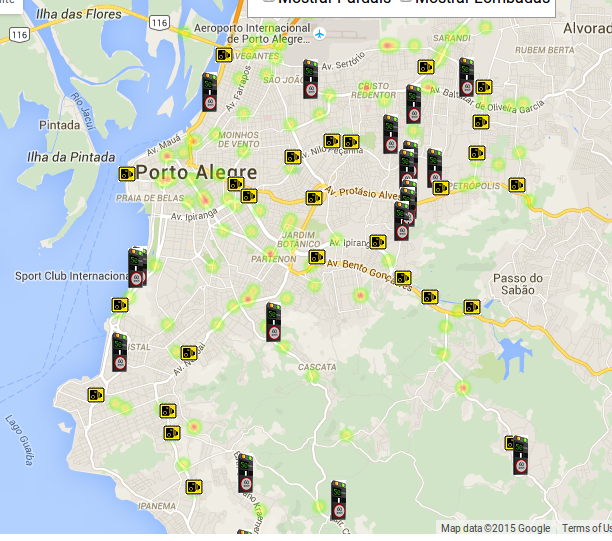 Ilha das Flores
Mostrar Pardais
Mostrar Lombadas
116
116
Aeroporto Internacional
de Porto Alegre...
Alvorad
SARANDI
RUBEM BERTA
VEGANTES
Av. Sertório
SÃO JOÃO
Av. Farrapos
CRISTO
REDENTOR
Av. Baltazar de Oliveira Garcia
Rio Jacuí
Pintada
MOINHOS
DE VENTO
Av. Mauá
Av. Nilo Peçanha
Ilha da Pintada
Porto Alegre
Av. Protásio Alves
PETRÓPOLIS
PRAIA DE BELAS
Av. Ipiranga
JARDIM
BOTÂNICO
Av. Ipiranga
PARTENON
Av. Bento Gonçalves
Sport Club Internacional
Passo do
Sabão
ISTAL
CASCATA
Lago Guaíba
IPANEMA
Map data ©2015 Google
Terms of Us